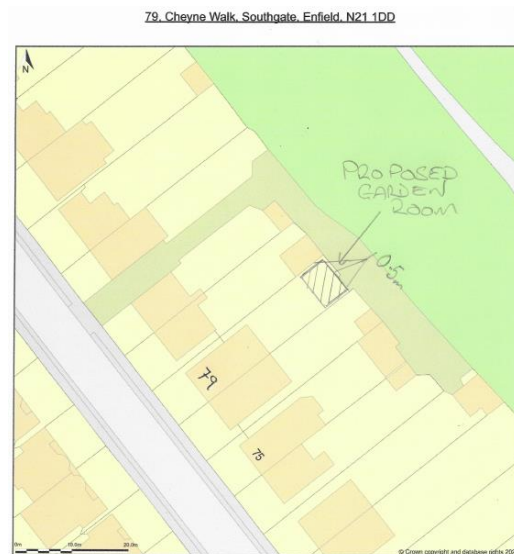 79, Cheyne Walk, Southgate, Enfield, N21 1DD
N
PROPOSED
GARDEN
ROOM
0.5m
79
75
0m 10.0m 20.0m
© Crown copyright and database rights 202